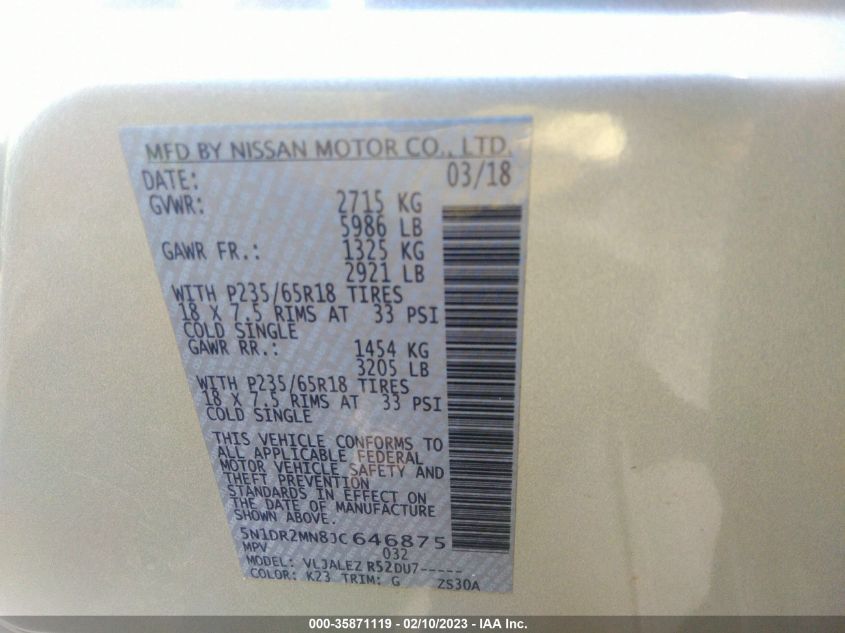 MFD BY NISSAN MOTOR CO., LTD.
DATE: 03/18
GVWR: 2715 KG
5986 LB
GAWR FR.: 1325 KG
2921 LB
WITH P235/65R18 TIRES
18 X 7.5 RIMS AT 33 PSI
COLD SINGLE
GAWR RR.: 1454 KG
3205 LB
WITH P235/65R18 TIRES
18 X 7.5 RIMS AT 33 PSI
COLD SINGLE
THIS VEHICLE CONFORMS TO
ALL APPLICABLE FEDERAL
MOTOR VEHICLE SAFETY AND
THEFT PREVENTION
STANDARDS IN EFFECT ON
THE DATE OF MANUFACTURE
SHOWN ABOVE.
5N1DR2MN8JC646875
MPV 032
MODEL: VLJALEZ R52DU7-----
COLOR: K23 TRIM: G ZS30A
000-35871119 — 02/10/2023 — IAA Inc.